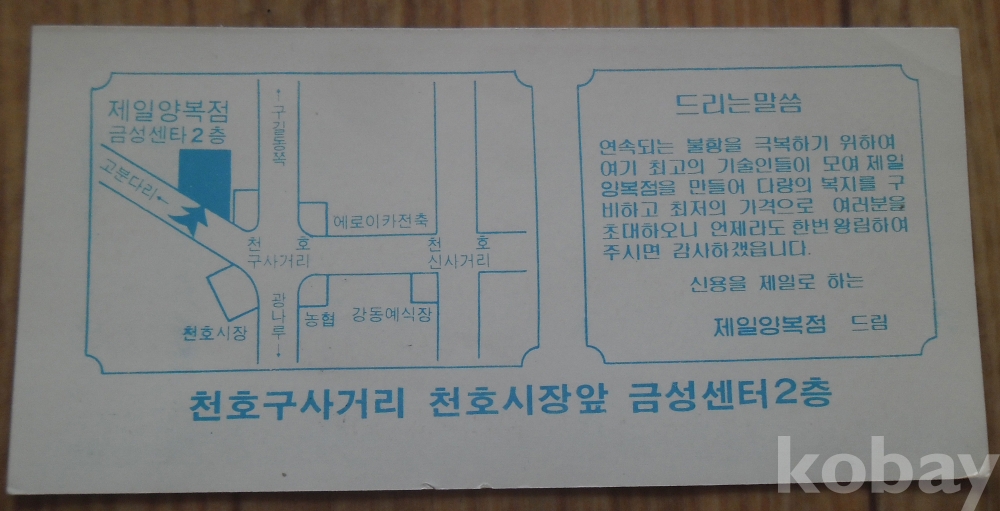 제일양복점
금성센타2층
←구길동쪽
고분다리←
에로이카전축
천 호
구사거리
천 호
신사거리
천호시장
광나루→
농협
강동예식장
드리는말씀
연속되는 불황을 극복하기 위하여
여기 최고의 기술인들이 모여 제일
양복점을 만들어 다량의 복지를 구
비하고 최저의 가격으로 여러분을
초대하오니 언제라도 한번 왕림하여
주시면 감사하겠읍니다.
신용을 제일로 하는
제일양복점 드림
천호구사거리 천호시장앞 금성센터2층
kobay